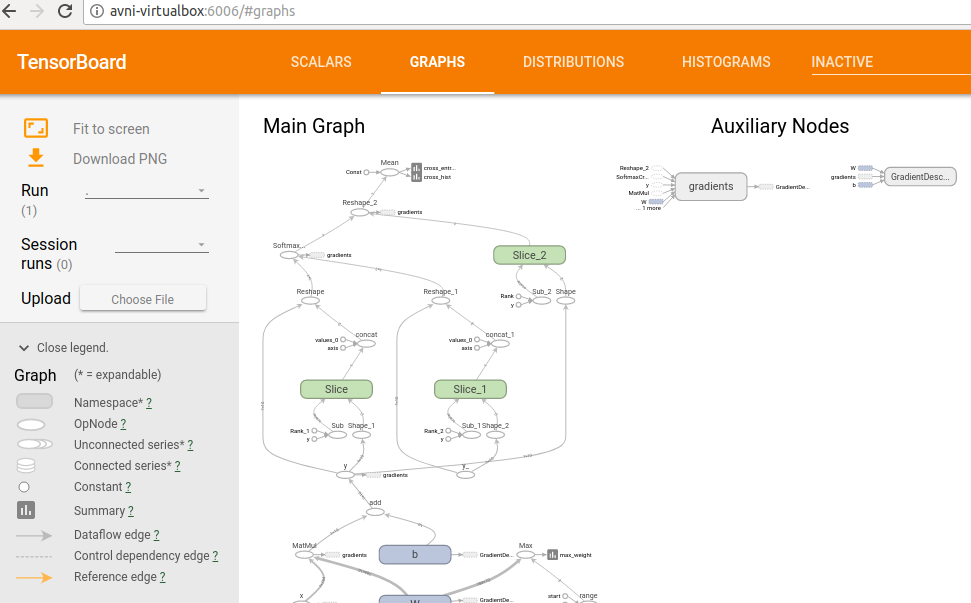 avni-virtualbox:6006/#graphs
TensorBoard
SCALARS
GRAPHS
DISTRIBUTIONS
HISTOGRAMS
INACTIVE
Fit to screen
Download PNG
Run
(1)
.
Session
runs (0)
Upload
Choose File
Close legend.
Graph
(* = expandable)
Namespace* ?
OpNode ?
Unconnected series* ?
Connected series* ?
Constant ?
Summary ?
Dataflow edge ?
Control dependency edge ?
Reference edge ?
Main Graph
Mean
Const
cross_entr...
cross_hist
Reshape_2
gradients
Softmax...
gradients
Slice_2
Rank
y
Sub_2
Shape
Reshape
Reshape_1
values_0
axis
concat
values_0
axis
concat_1
Slice
Slice_1
Rank_1
y
Sub
Shape_1
Rank_2
y
Sub_1
Shape_2
y
gradients
y_
add
MatMul
gradients
b
GradientDe...
Max
max_weight
x
W
GradientDe...
start
range
Auxiliary Nodes
Reshape_2
SoftmaxCr...
y
MatMul
W
... 1 more
gradients
GradientDe...
W
gradients
b
GradientDesc...